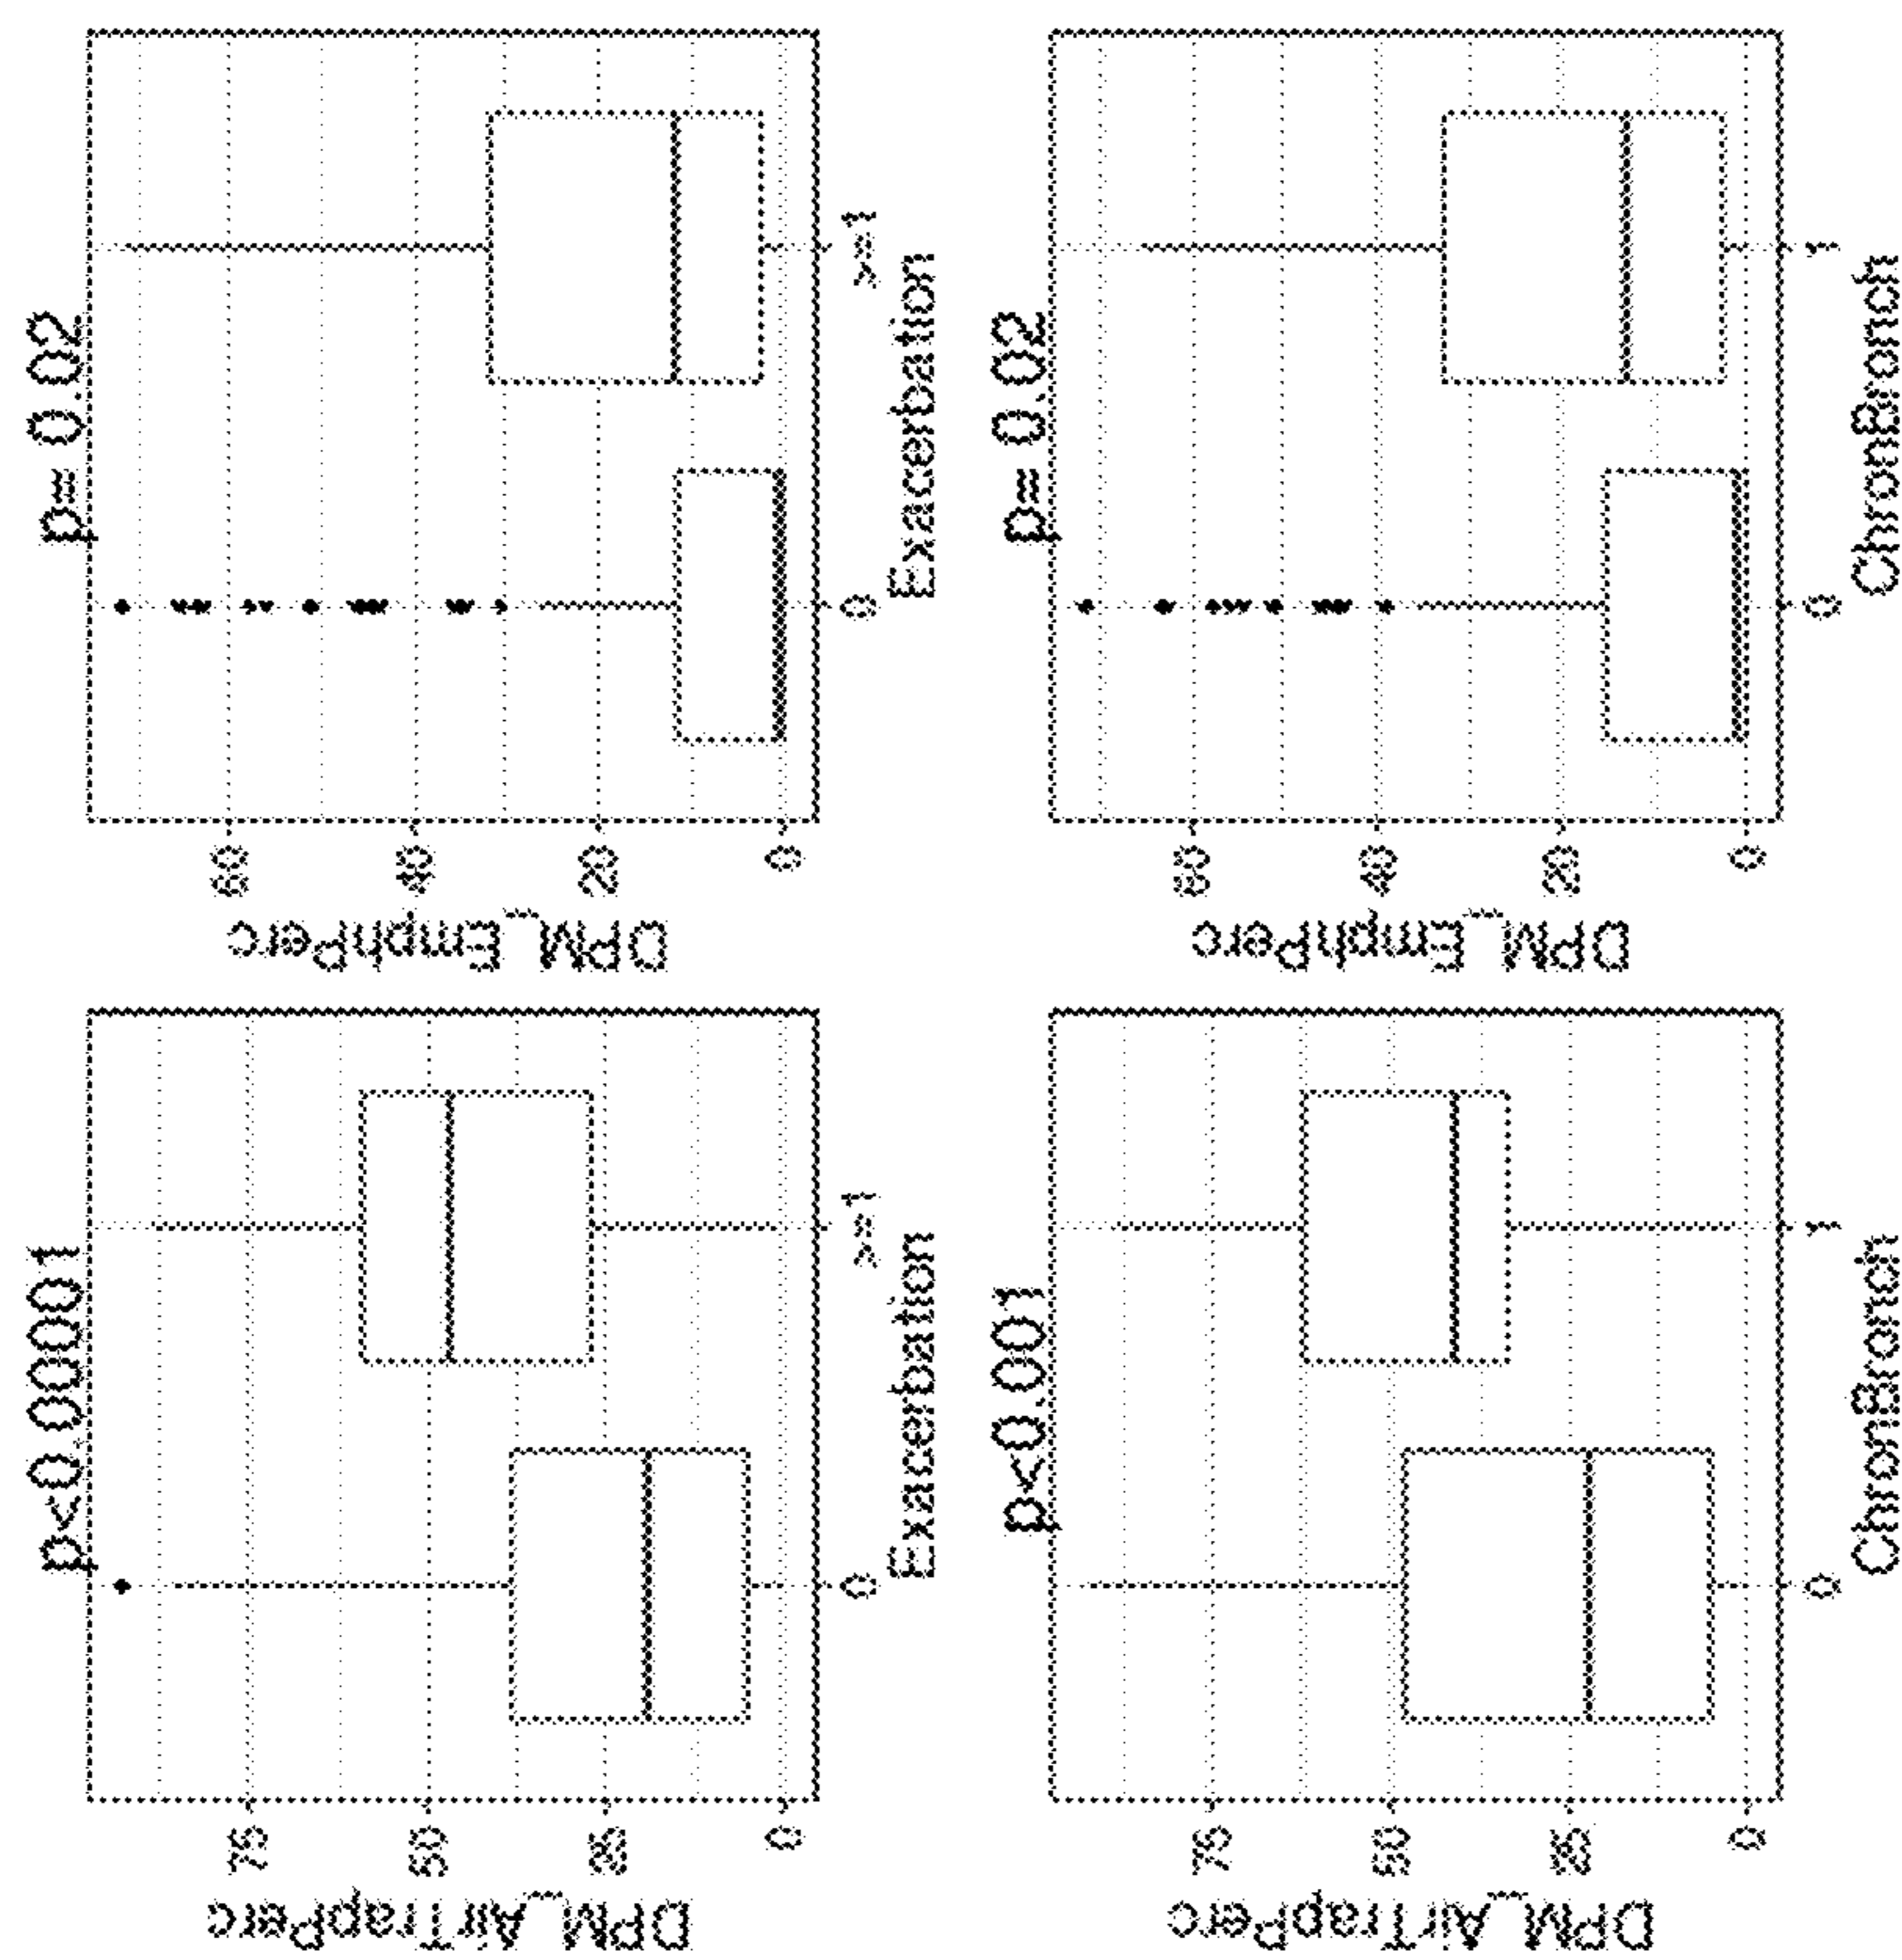 p<0.00001
DPM_AirTrapPerc
75
50
25
0
0
>=1
Exacerbation
p= 0.02
DPM_EmphPerc
60
40
20
0
0
>=1
Exacerbation
p<0.001
DPM_AirTrapPerc
75
50
25
0
0
1
ChronBronch
p= 0.02
DPM_EmphPerc
60
40
20
0
0
1
ChronBronch